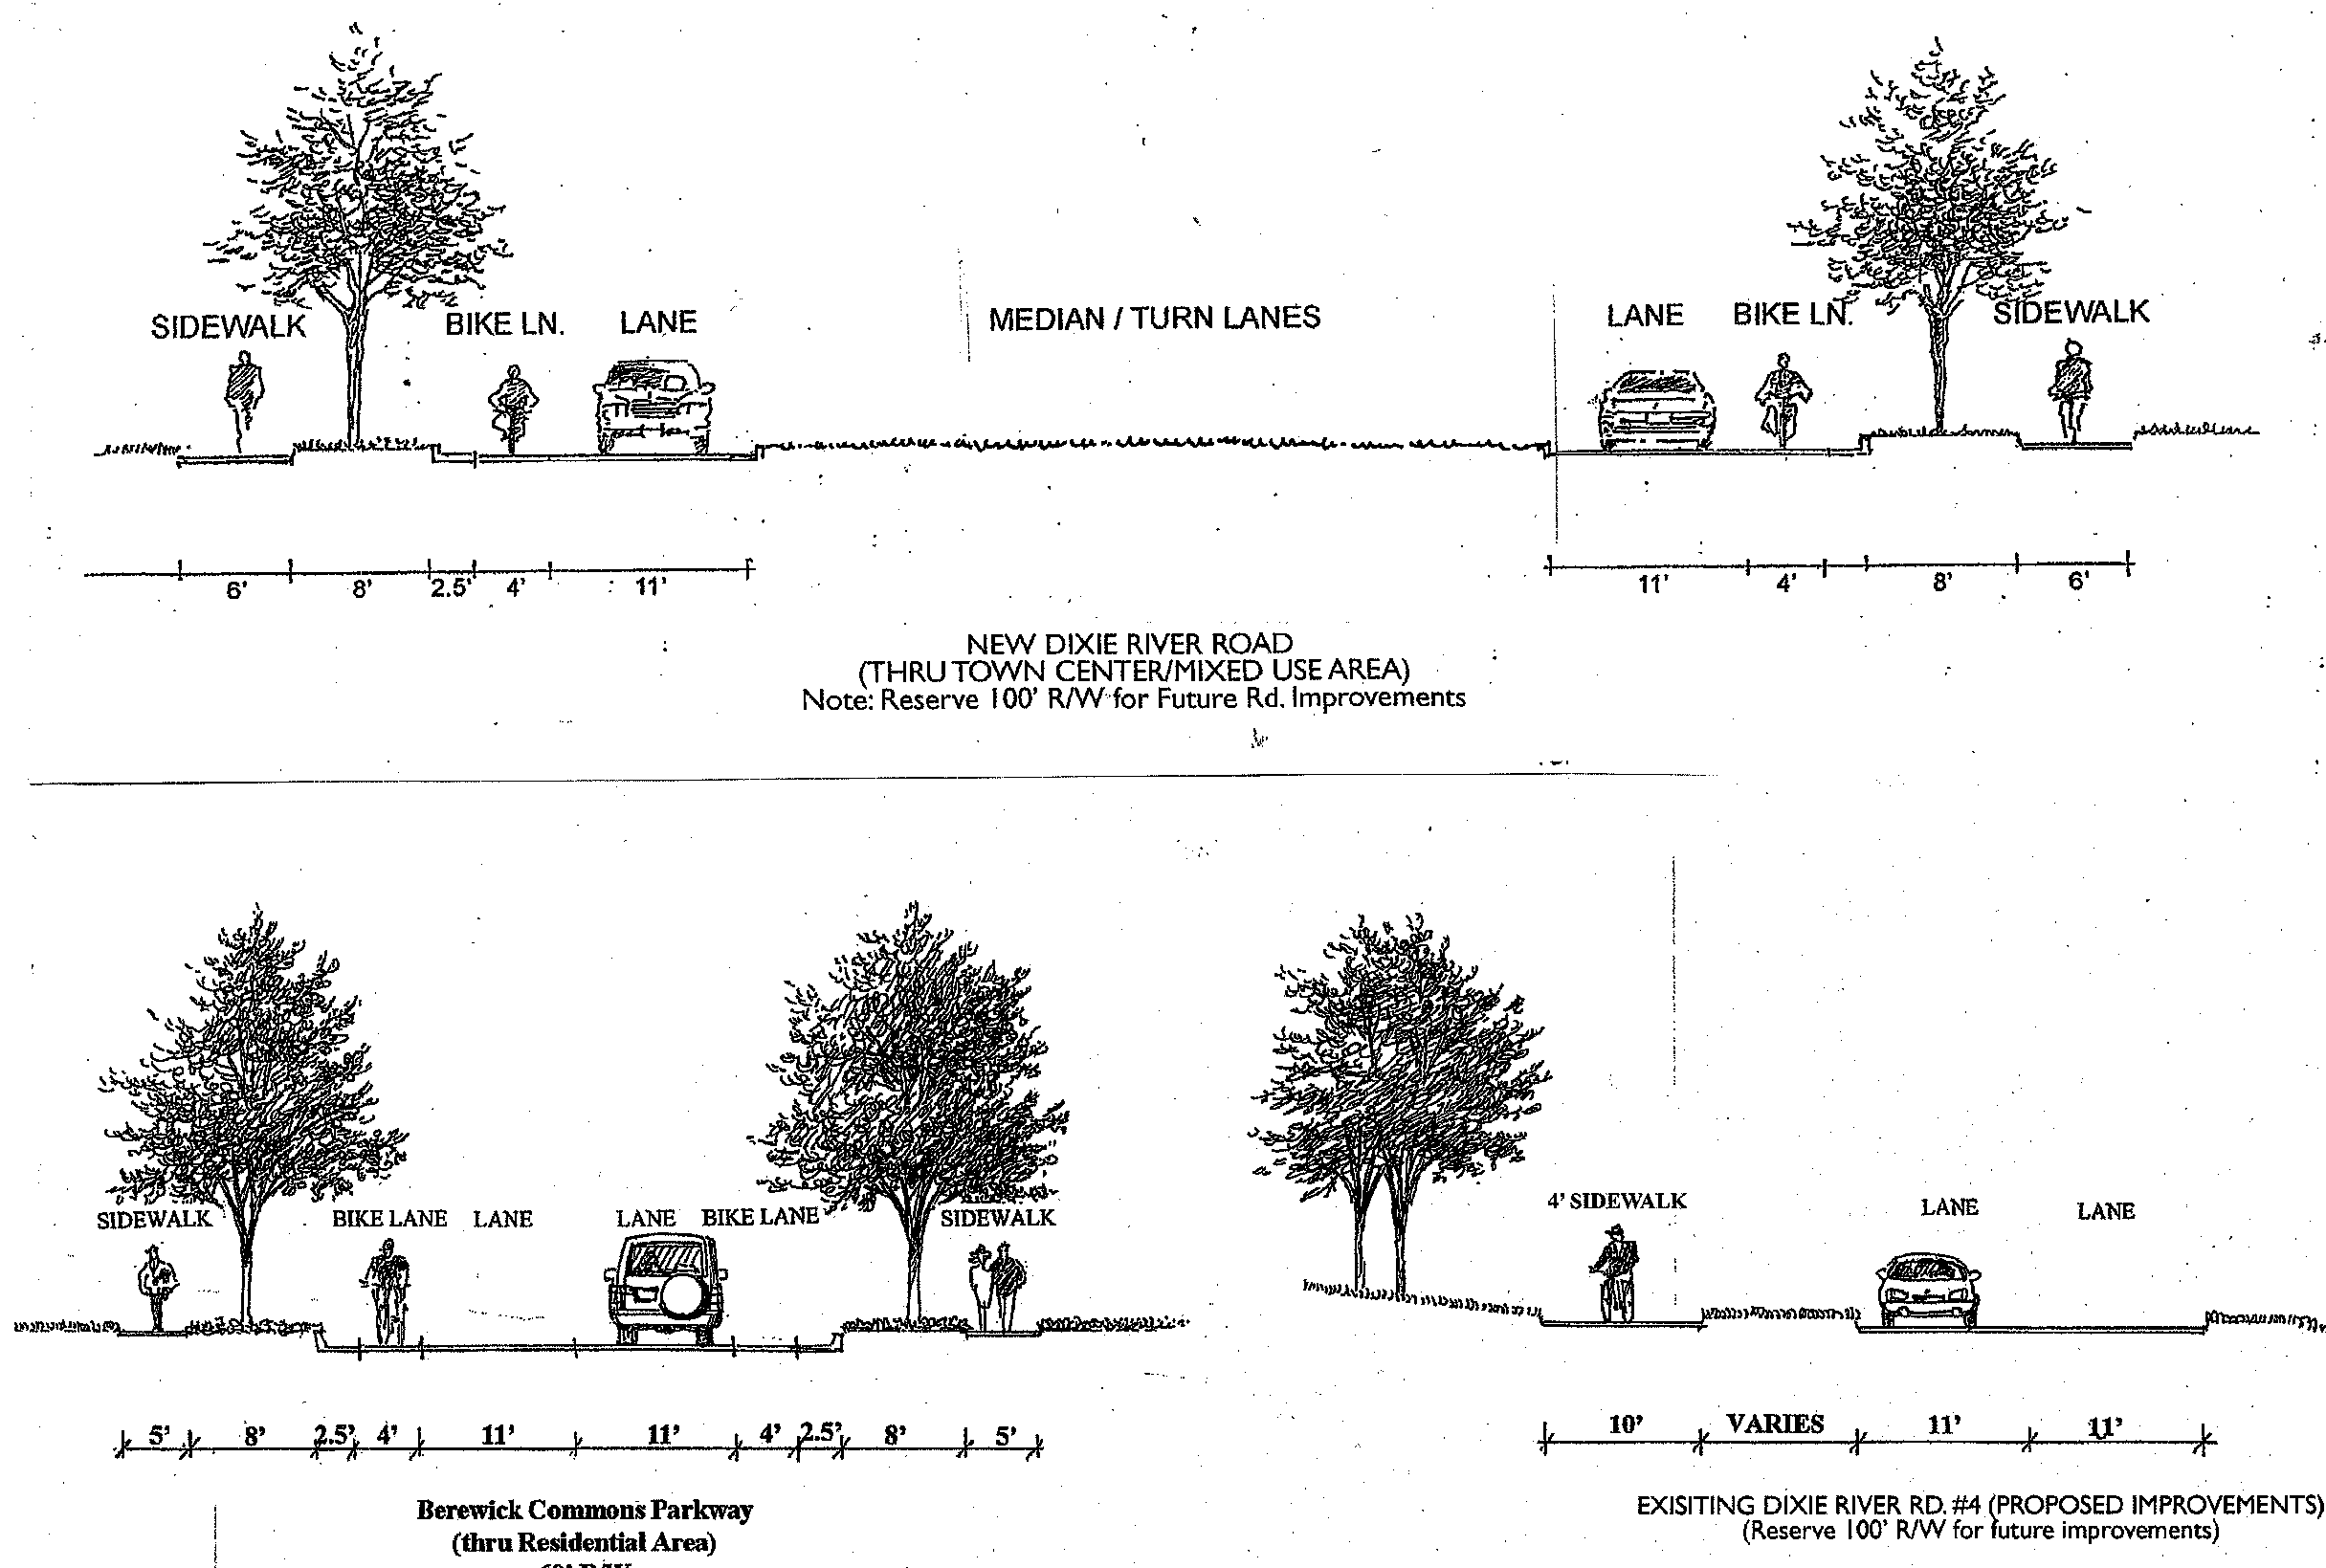 SIDEWALK BIKE LN. LANE MEDIAN / TURN LANES LANE BIKE LN. SIDEWALK
6' 8' 2.5' 4' 11' 11' 4' 8' 6'
NEW DIXIE RIVER ROAD
(THRU TOWN CENTER/MIXED USE AREA)
Note: Reserve 100' R/W for Future Rd. Improvements
SIDEWALK BIKE LANE LANE LANE BIKE LANE SIDEWALK
5' 8' 2.5' 4' 11' 11' 4' 2.5' 8' 5'
Berewick Commons Parkway
(thru Residential Area)
4' SIDEWALK LANE LANE
10' VARIES 11' 11'
EXISITING DIXIE RIVER RD. #4 (PROPOSED IMPROVEMENTS)
(Reserve 100' R/W for future improvements)